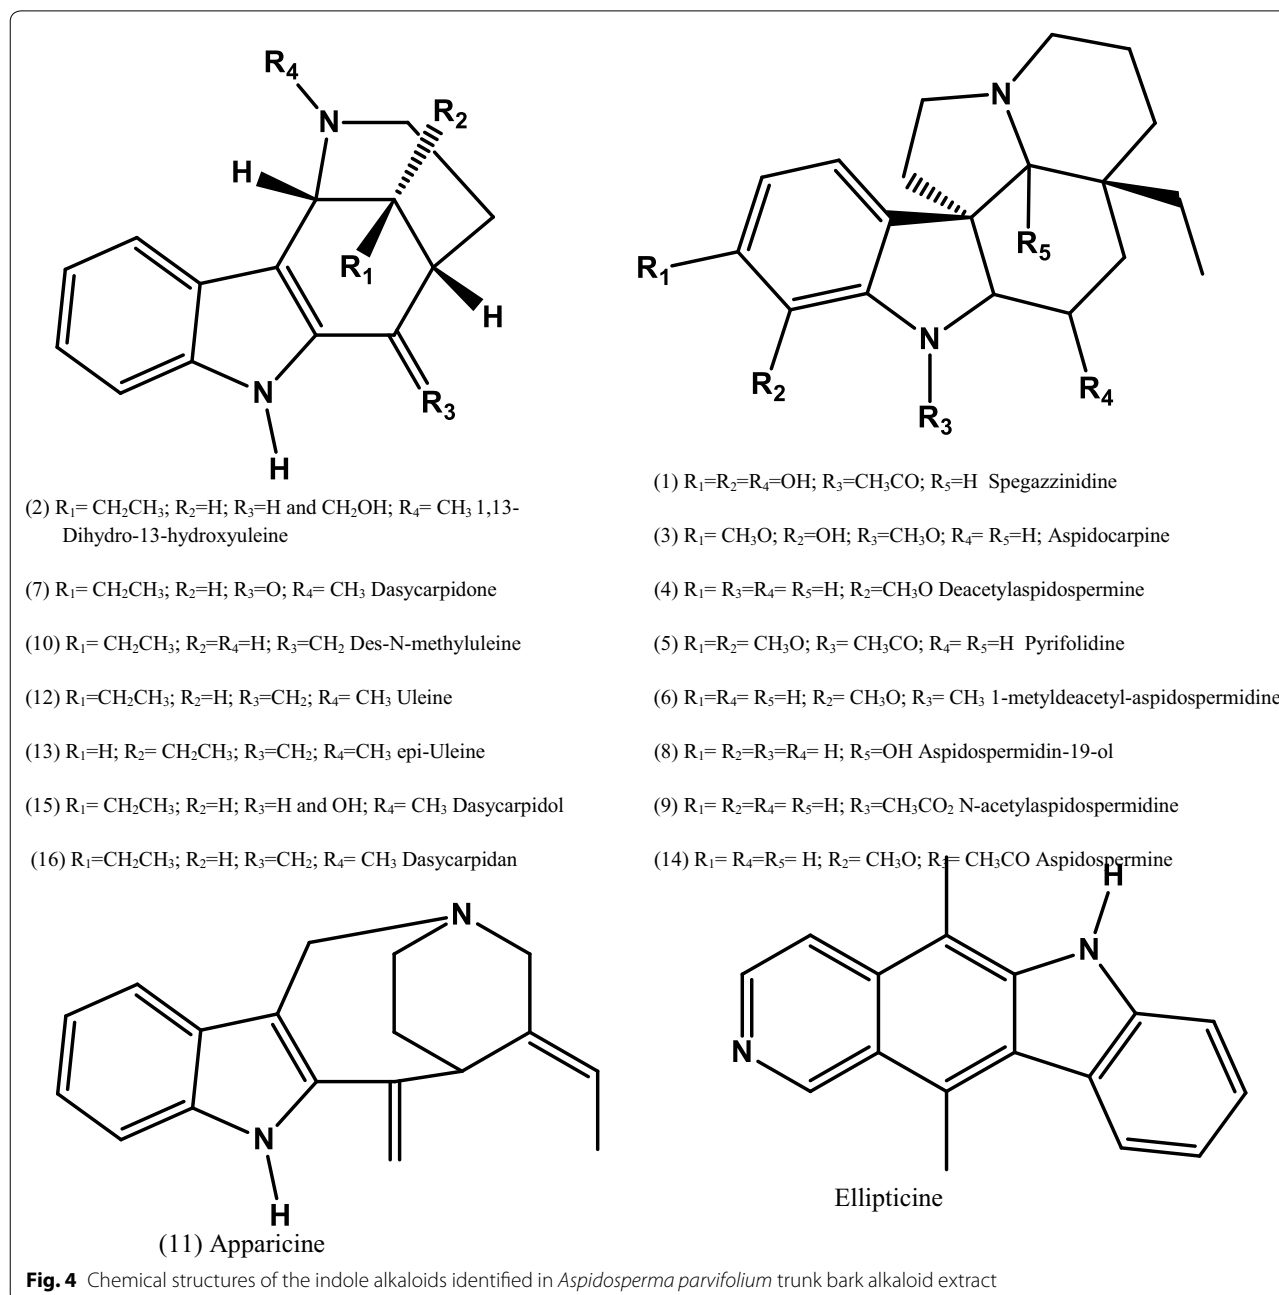 R₄
N
R₂
H
R₁
H
N
R₃
H
(2) R₁= CH₂CH₃; R₂=H; R₃=H and CH₂OH; R₄= CH₃ 1,13-
Dihydro-13-hydroxyuleine
(7) R₁= CH₂CH₃; R₂=H; R₃=O; R₄= CH₃ Dasycarpidone
(10) R₁= CH₂CH₃; R₂=R₄=H; R₃=CH₂ Des-N-methyluleine
(12) R₁=CH₂CH₃; R₂=H; R₃=CH₂; R₄= CH₃ Uleine
(13) R₁=H; R₂= CH₂CH₃; R₃=CH₂; R₄=CH₃ epi-Uleine
(15) R₁= CH₂CH₃; R₂=H; R₃=H and OH; R₄= CH₃ Dasycarpidol
(16) R₁=CH₂CH₃; R₂=H; R₃=CH₂; R₄= CH₃ Dasycarpidan
N
R₅
R₁
N
R₂
R₄
R₃
(1) R₁=R₂=R₄=OH; R₃=CH₃CO; R₅=H Spegazzinidine
(3) R₁= CH₃O; R₂=OH; R₃=CH₃O; R₄= R₅=H; Aspidocarpine
(4) R₁= R₃=R₄= R₅=H; R₂=CH₃O Deacetylaspidospermine
(5) R₁=R₂= CH₃O; R₃= CH₃CO; R₄= R₅=H Pyrifolidine
(6) R₁=R₄= R₅=H; R₂= CH₃O; R₃= CH₃ 1-metyldeacetyl-aspidospermidine
(8) R₁= R₂=R₃=R₄= H; R₅=OH Aspidospermidin-19-ol
(9) R₁= R₂=R₄= R₅=H; R₃=CH₃CO₂ N-acetylaspidospermidine
(14) R₁= R₄=R₅= H; R₂= CH₃O; R₃= CH₃CO Aspidospermine
N
N
H
(11) Apparicine
H
N
N
Ellipticine
Fig. 4 Chemical structures of the indole alkaloids identified in Aspidosperma parvifolium trunk bark alkaloid extract